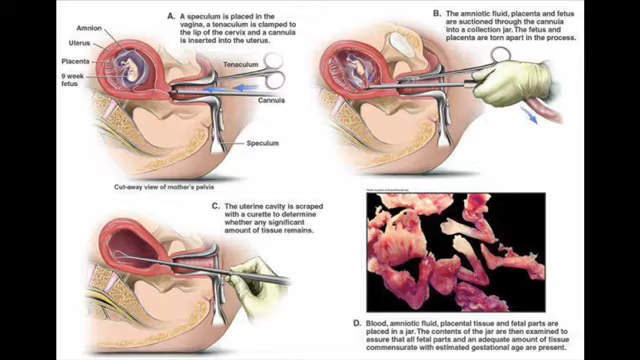 A. A speculum is placed in the
vagina, a tenaculum is clamped to
the lip of the cervix and a cannula
is inserted into the uterus.
Amnion
Uterus
Placenta
9 week
fetus
Tenaculum
Cannula
Speculum
Cut-away view of mother's pelvis
B. The amniotic fluid, placenta and fetus
are suctioned through the cannula
into a collection jar. The fetus and
placenta are torn apart in the process.
C. The uterine cavity is scraped
with a curette to determine
whether any significant
amount of tissue remains.
D. Blood, amniotic fluid, placental tissue and fetal parts are
placed in a jar. The contents of the jar are then examined to
assure that all fetal parts and an adequate amount of tissue
commensurate with estimated gestational age are present.